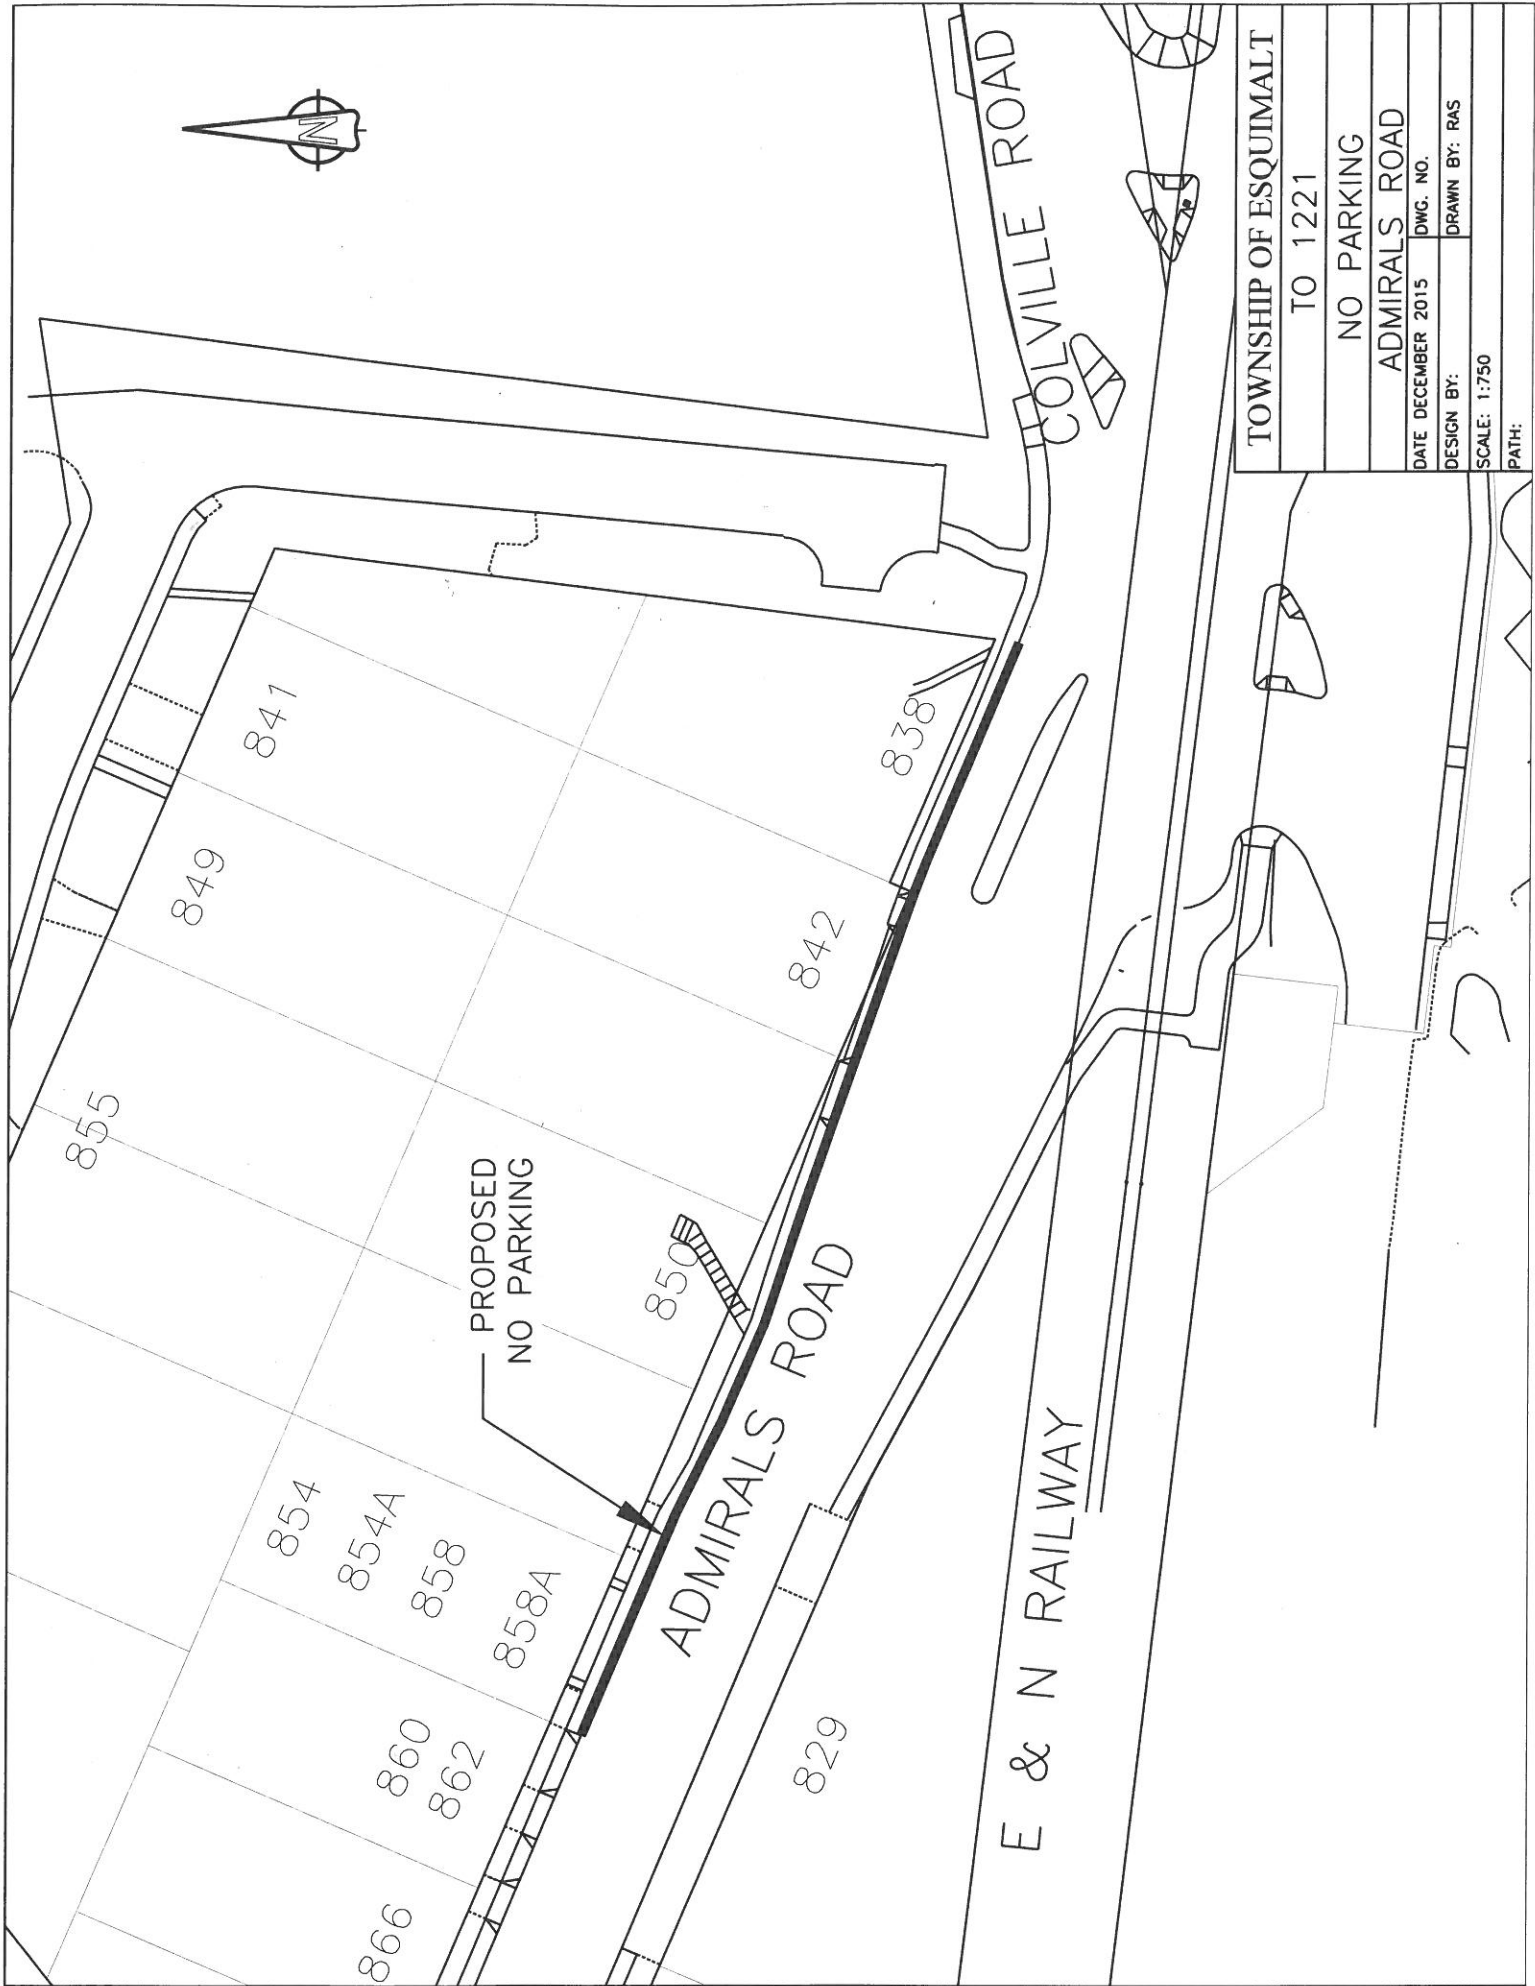 N
841
849
855
838
842
850
854
854A
858
858A
860
862
866
829
PROPOSED
NO PARKING
ADMIRALS ROAD
COLVILLE ROAD
E & N RAILWAY
TOWNSHIP OF ESQUIMALT
TO 1221
NO PARKING
ADMIRALS ROAD
DATE DECEMBER 2015
DWG. NO.
DESIGN BY:
DRAWN BY: RAS
SCALE: 1:750
PATH: